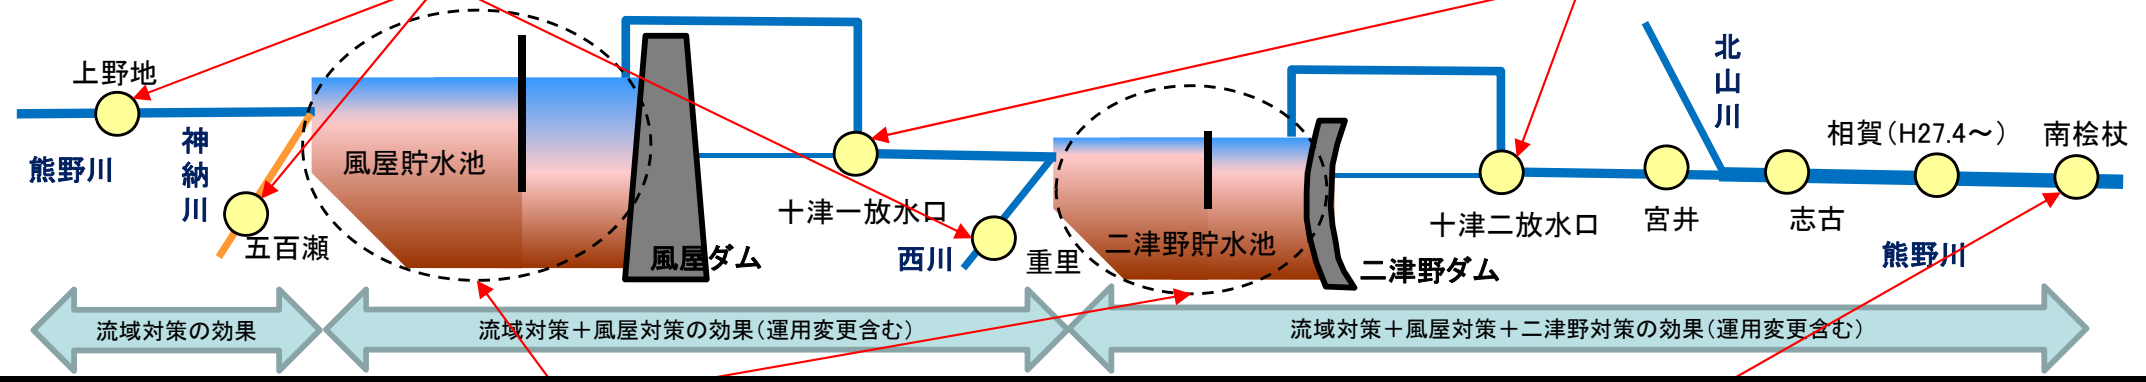 上野地
熊野川
神納川
五百瀬
風屋貯水池
風屋ダム
十津一放水口
西川
重里
二津野貯水池
二津野ダム
十津二放水口
宮井
北山川
志古
相賀(H27.4～)
南桧杖
熊野川
流域対策の効果
流域対策＋風屋対策の効果(運用変更含む)
流域対策＋風屋対策＋二津野対策の効果(運用変更含む)